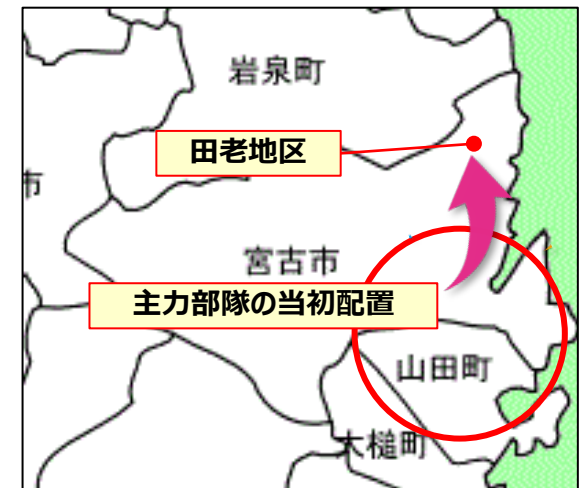 岩泉町
田老地区
市
宮古市
主力部隊の当初配置
山田町
大槌町